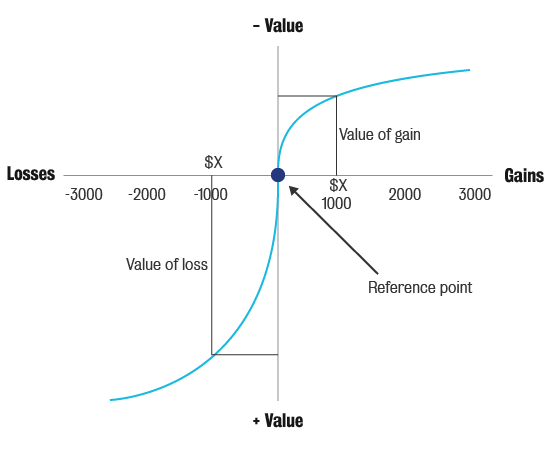 - Value
Value of gain
Losses
$X
Gains
-3000
-2000
-1000
$X
1000
2000
3000
Value of loss
Reference point
+ Value